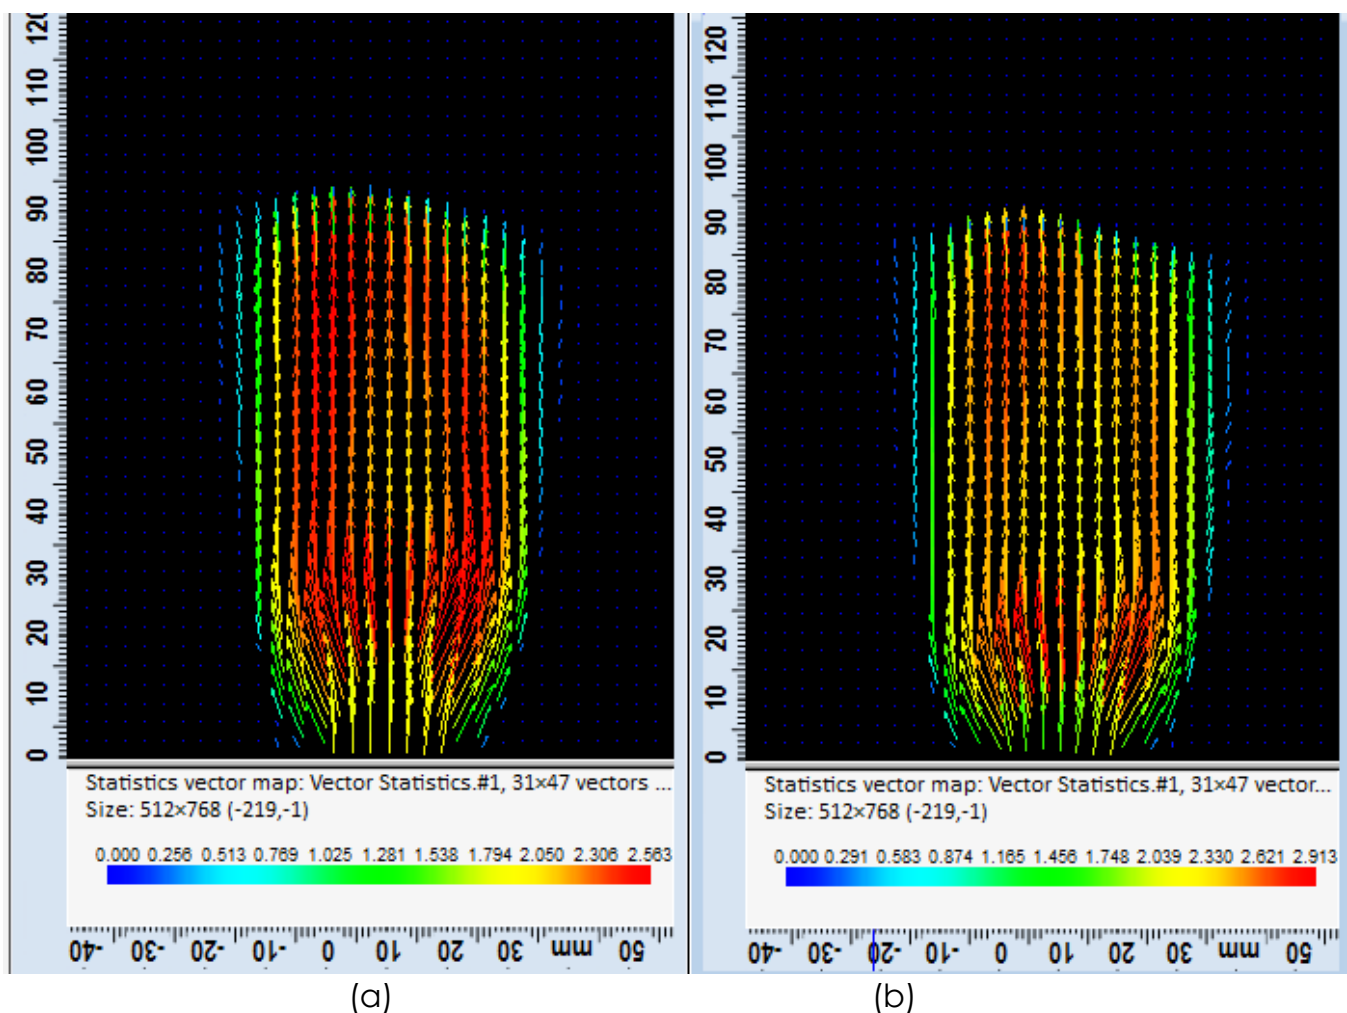 120
110
100
90
80
70
60
50
40
30
20
10
0
Statistics vector map: Vector Statistics.#1, 31×47 vectors ...
Size: 512×768 (-219,-1)
0.000 0.256 0.513 0.769 1.025 1.281 1.538 1.794 2.050 2.306 2.563
-40 -30 -20 -10 0 10 20 30 mm 50
(a)
120
110
100
90
80
70
60
50
40
30
20
10
0
Statistics vector map: Vector Statistics.#1, 31×47 vector...
Size: 512×768 (-219,-1)
0.000 0.291 0.583 0.874 1.165 1.456 1.748 2.039 2.330 2.621 2.913
-40 -30 -20 -10 0 10 20 30 mm 50
(b)